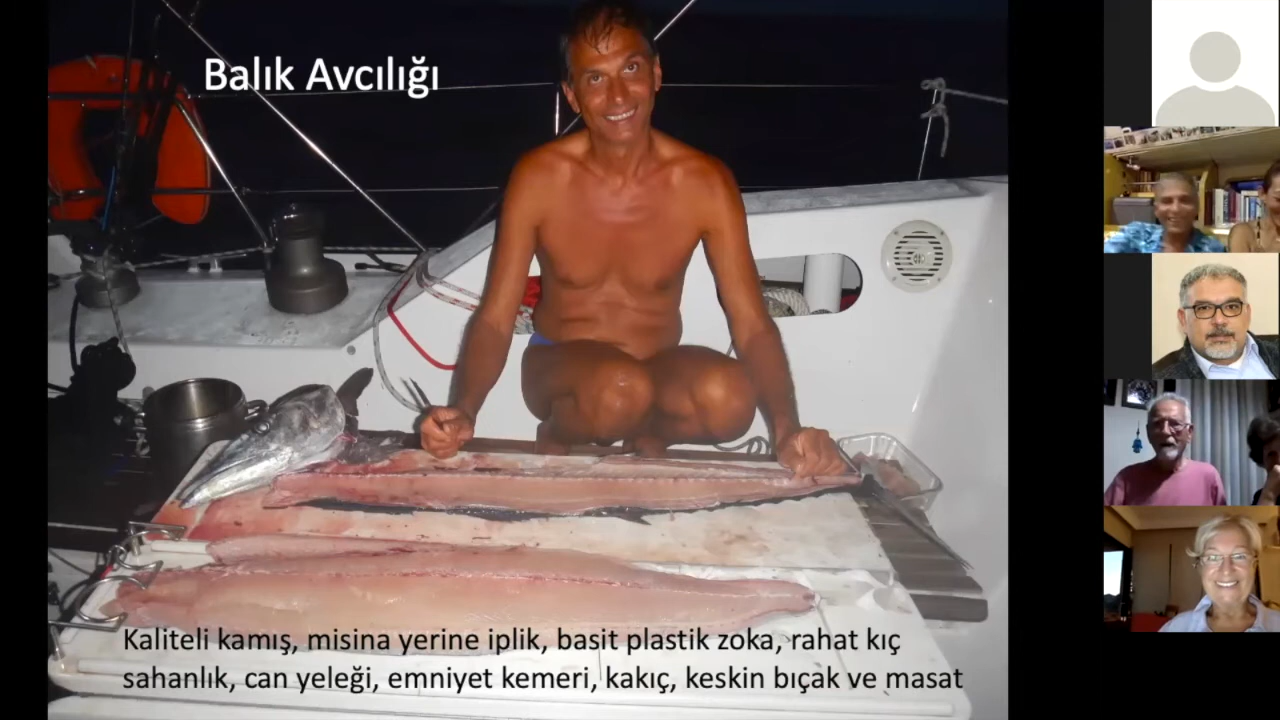 Balık Avcılığı
Kaliteli kamış, misina yerine iplik, basit plastik zoka, rahat kıç
sahanlık, can yeleği, emniyet kemeri, kakıç, keskin bıçak ve masat